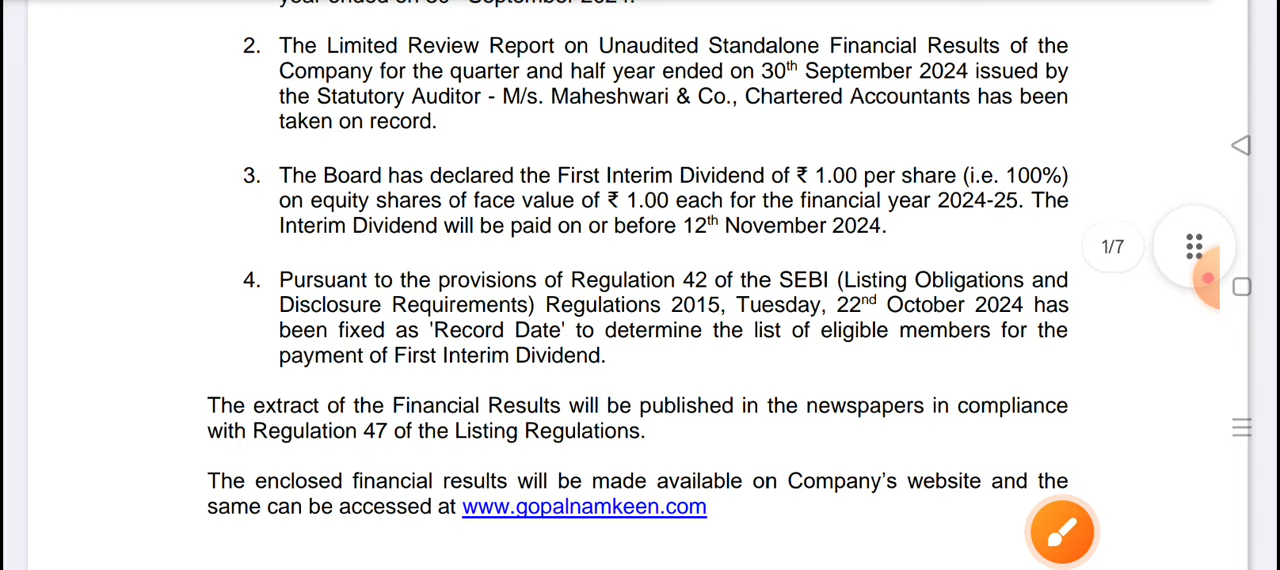 2. The Limited Review Report on Unaudited Standalone Financial Results of the
Company for the quarter and half year ended on 30th September 2024 issued by
the Statutory Auditor - M/s. Maheshwari & Co., Chartered Accountants has been
taken on record.
3. The Board has declared the First Interim Dividend of ₹ 1.00 per share (i.e. 100%)
on equity shares of face value of ₹ 1.00 each for the financial year 2024-25. The
Interim Dividend will be paid on or before 12th November 2024.
1/7
4. Pursuant to the provisions of Regulation 42 of the SEBI (Listing Obligations and
Disclosure Requirements) Regulations 2015, Tuesday, 22nd October 2024 has
been fixed as 'Record Date' to determine the list of eligible members for the
payment of First Interim Dividend.
The extract of the Financial Results will be published in the newspapers in compliance
with Regulation 47 of the Listing Regulations.
The enclosed financial results will be made available on Company’s website and the
same can be accessed at www.gopalnamkeen.com